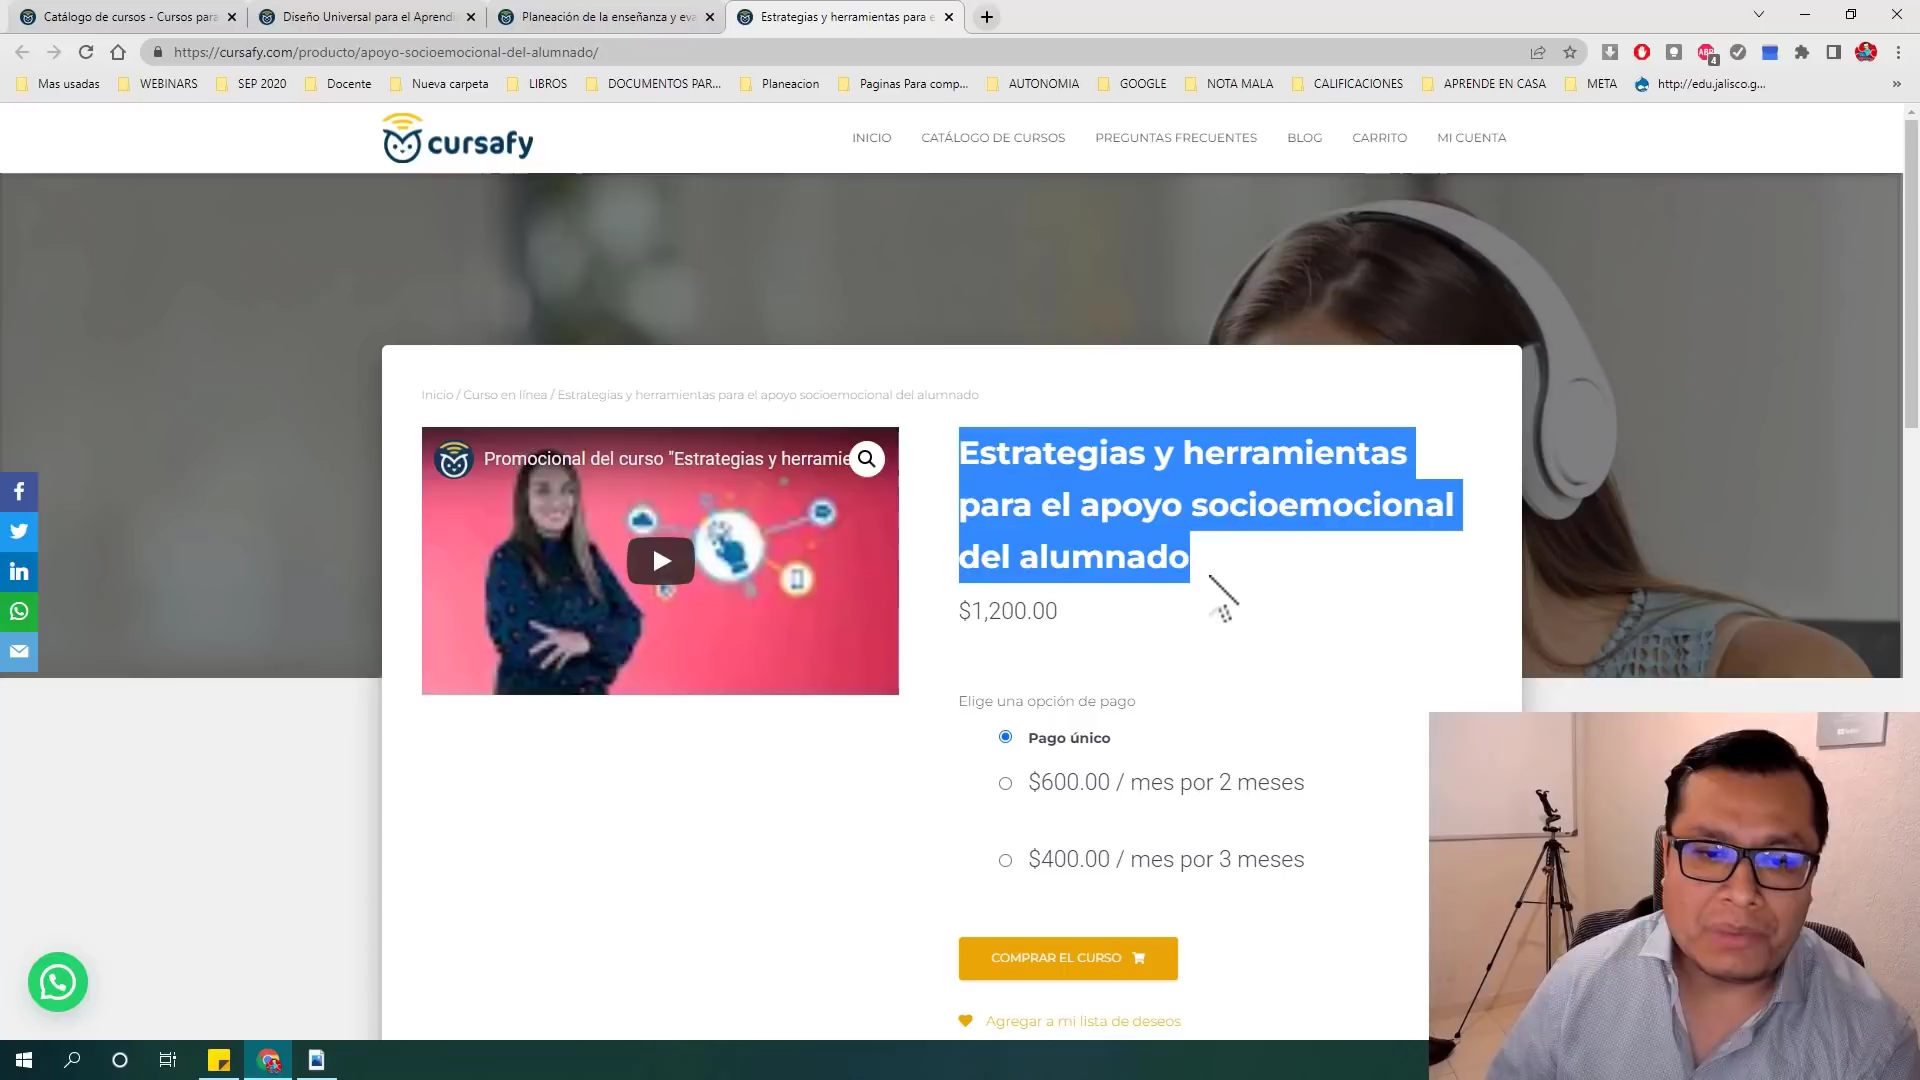 Catálogo de cursos - Cursos para
Diseño Universal para el Aprendi
Planeación de la enseñanza y eva
Estrategias y herramientas para e
https://cursafy.com/producto/apoyo-socioemocional-del-alumnado/
ABP
4
Mas usadas
WEBINARS
SEP 2020
Docente
Nueva carpeta
LIBROS
DOCUMENTOS PAR...
Planeacion
Paginas Para comp...
AUTONOMIA
GOOGLE
NOTA MALA
CALIFICACIONES
APRENDE EN CASA
META
http://edu.jalisco.g...
»
cursafy
INICIO
CATÁLOGO DE CURSOS
PREGUNTAS FRECUENTES
BLOG
CARRITO
MI CUENTA
Inicio / Curso en línea / Estrategias y herramientas para el apoyo socioemocional del alumnado
Promocional del curso "Estrategias y herramie
Estrategias y herramientas
para el apoyo socioemocional
del alumnado
$1,200.00
Elige una opción de pago
Pago único
$600.00 / mes por 2 meses
$400.00 / mes por 3 meses
COMPRAR EL CURSO
Agregar a mi lista de deseos